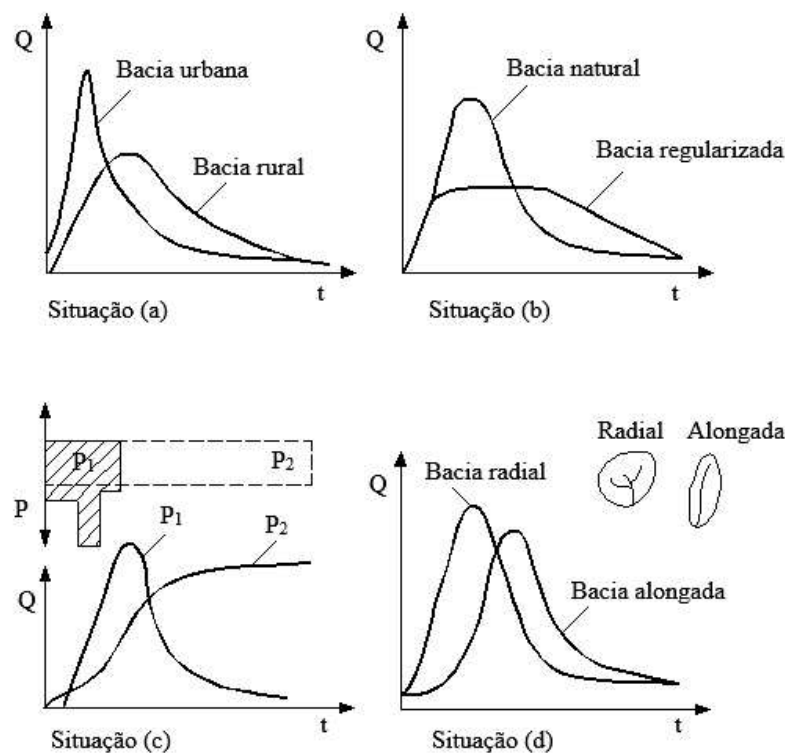 Q
Bacia urbana
Bacia rural
t
Situação (a)
Q
Bacia natural
Bacia regularizada
t
Situação (b)
P
P1
P2
Q
P1
P2
t
Situação (c)
Radial
Alongada
Q
Bacia radial
Bacia alongada
t
Situação (d)